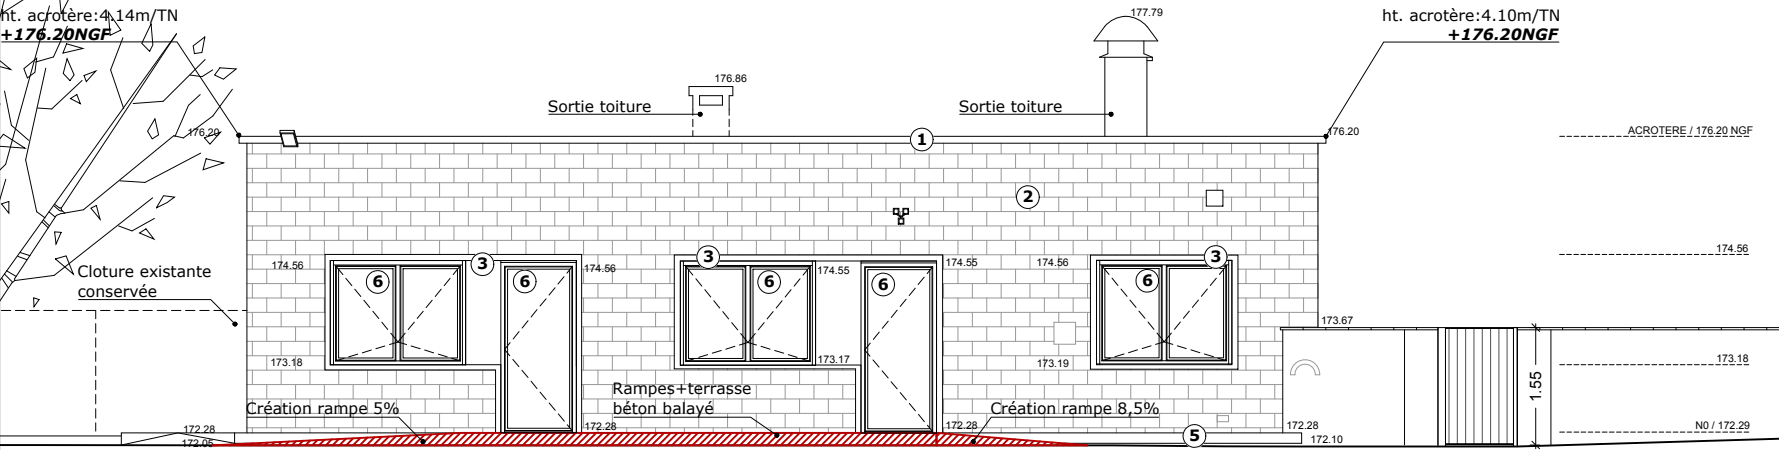 ht. acrotère:4.14m/TN
+176.20NGF
177.79
ht. acrotère:4.10m/TN
+176.20NGF
176.86
Sortie toiture
Sortie toiture
176.20
1
176.20
ACROTERE / 176.20 NGF
2
174.56
3
174.56
3
174.55
174.55
174.56
3
174.56
Cloture existante
conservée
6
6
6
6
6
173.67
173.18
173.17
173.19
173.18
1.55
Rampes+terrasse
béton balayé
Création rampe 5%
Création rampe 8,5%
172.28
172.28
172.28
172.28
N0 / 172.29
172.05
5
172.10